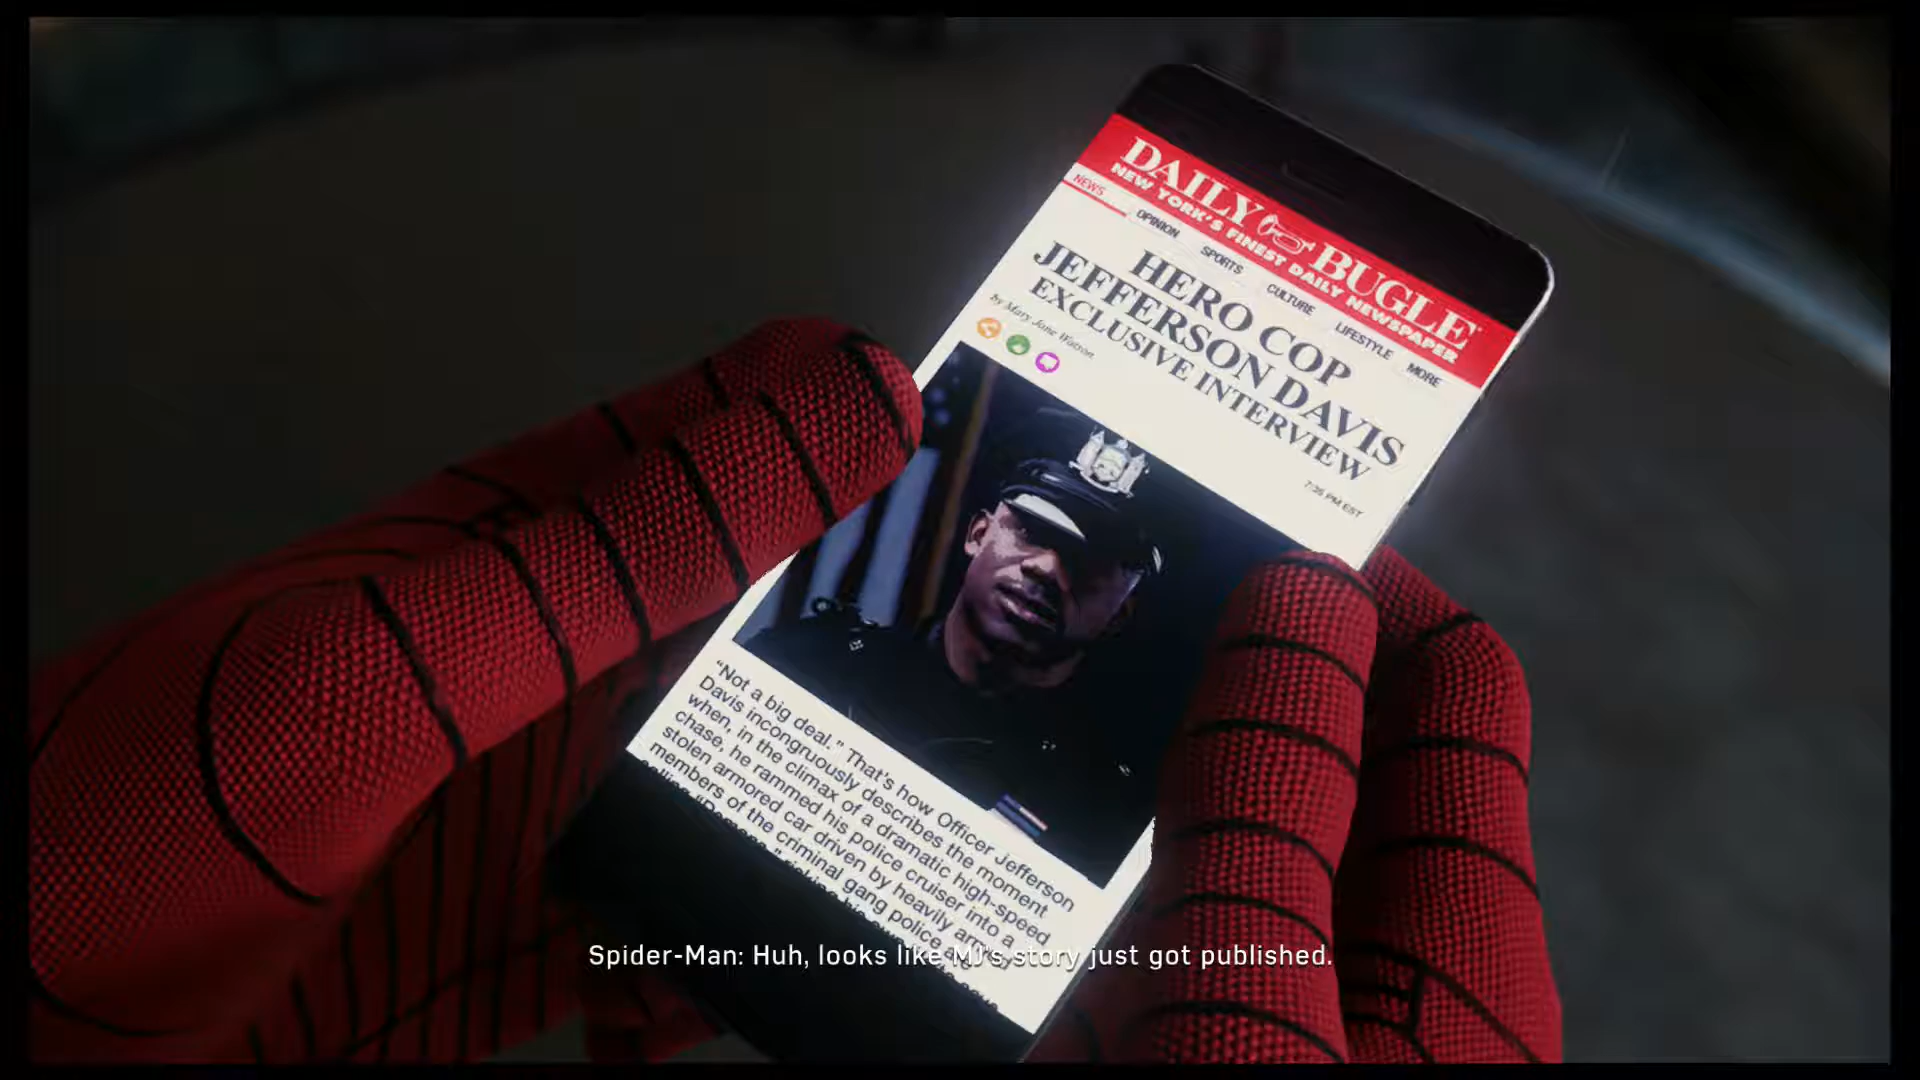 DAILY BUGLE
NEW YORK'S FINEST DAILY NEWSPAPER
NEWS OPINION SPORTS CULTURE LIFESTYLE MORE
HERO COP
JEFFERSON DAVIS
EXCLUSIVE INTERVIEW
by Mary Jane Watson
7:35 PM EST
“Not a big deal.” That's how Officer Jefferson
Davis incongruously describes the moment
when, in the climax of a dramatic high-speed
chase, he rammed his police cruiser into a
stolen armored car driven by heavily armed
members of the criminal gang police are
Spider-Man: Huh, looks like MJ's story just got published.